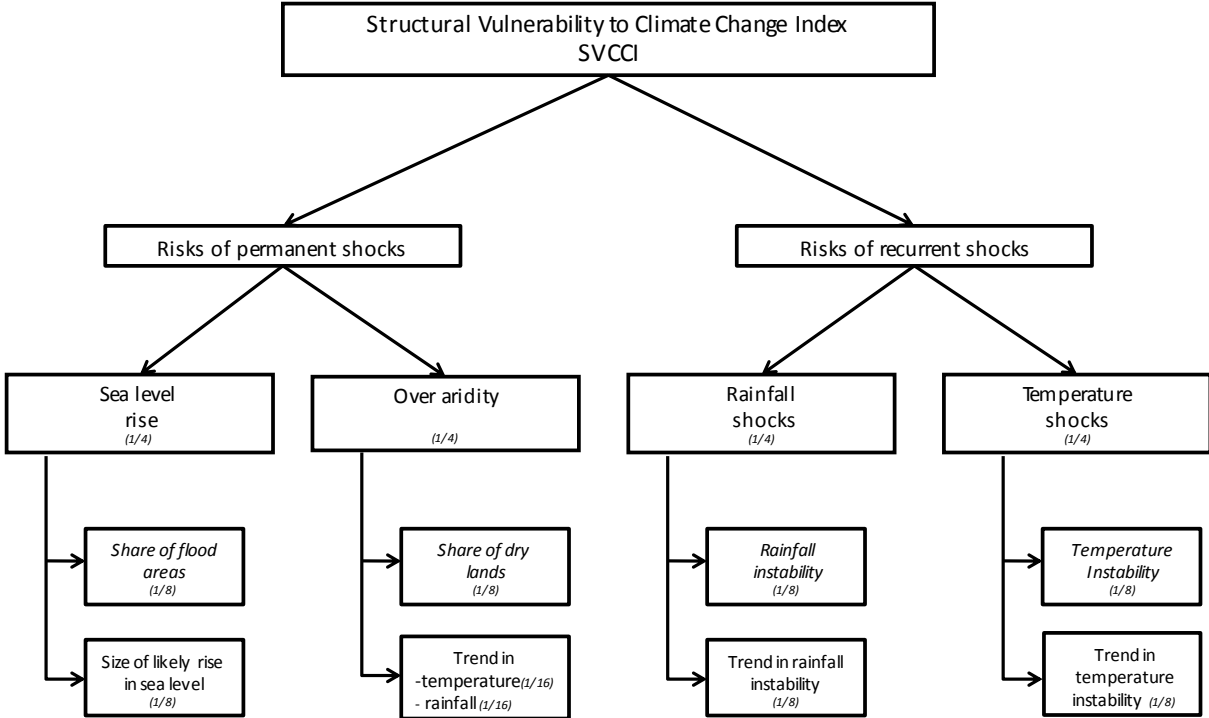 Structural Vulnerability to Climate Change Index
SVCCI
Risks of permanent shocks
Risks of recurrent shocks
Sea level
rise
(1/4)
Over aridity
(1/4)
Rainfall
shocks
(1/4)
Temperature
shocks
(1/4)
Share of flood
areas
(1/8)
Share of dry
lands
(1/8)
Rainfall
instability
(1/8)
Temperature
Instability
(1/8)
Size of likely rise
in sea level
(1/8)
Trend in
-temperature(1/16)
- rainfall (1/16)
Trend in rainfall
instability
(1/8)
Trend in
temperature
instability (1/8)